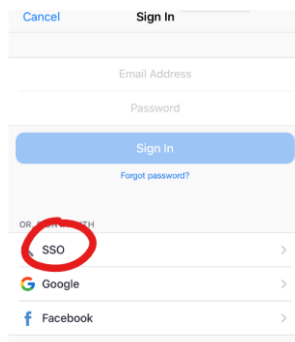 Cancel Sign In
Email Address
Password
Sign In
Forgot password?
OR, WITH
SSO
Google
Facebook